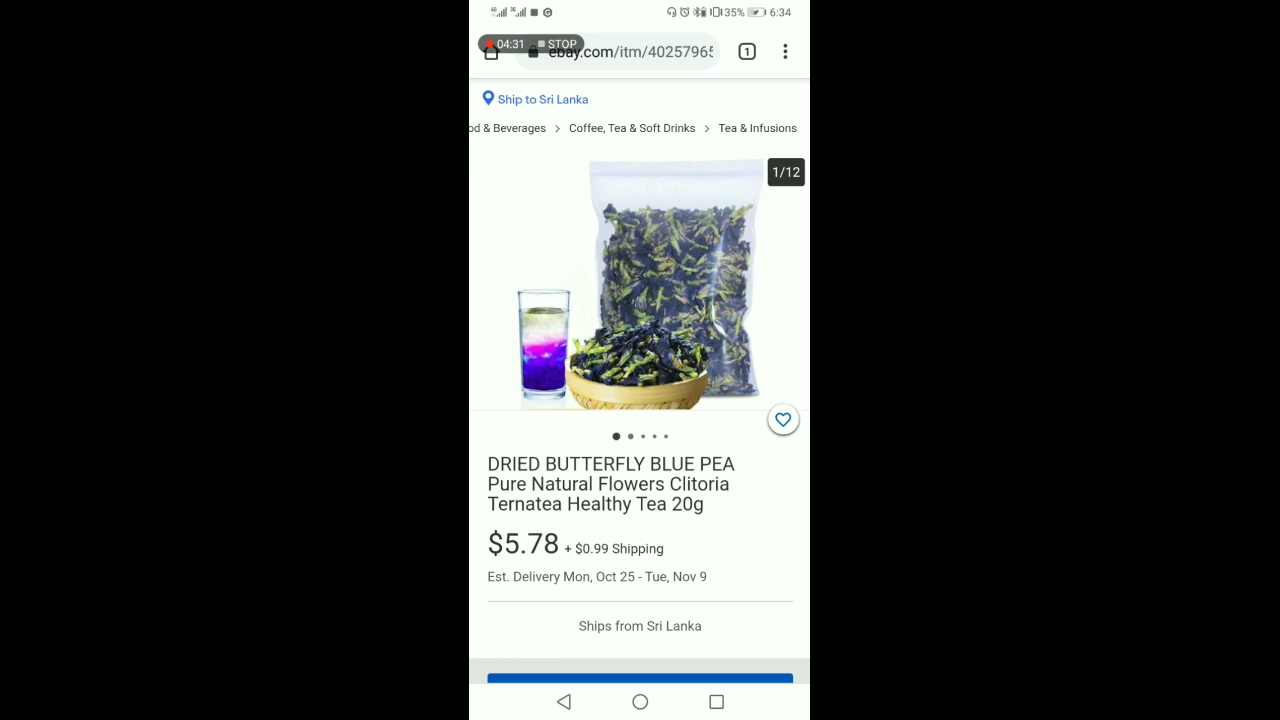 4G 3G 35% 6:34
04:31 STOP
ebay.com/itm/40257965
1
Ship to Sri Lanka
od & Beverages > Coffee, Tea & Soft Drinks > Tea & Infusions
1/12
DRIED BUTTERFLY BLUE PEA
Pure Natural Flowers Clitoria
Ternatea Healthy Tea 20g
$5.78 + $0.99 Shipping
Est. Delivery Mon, Oct 25 - Tue, Nov 9
Ships from Sri Lanka